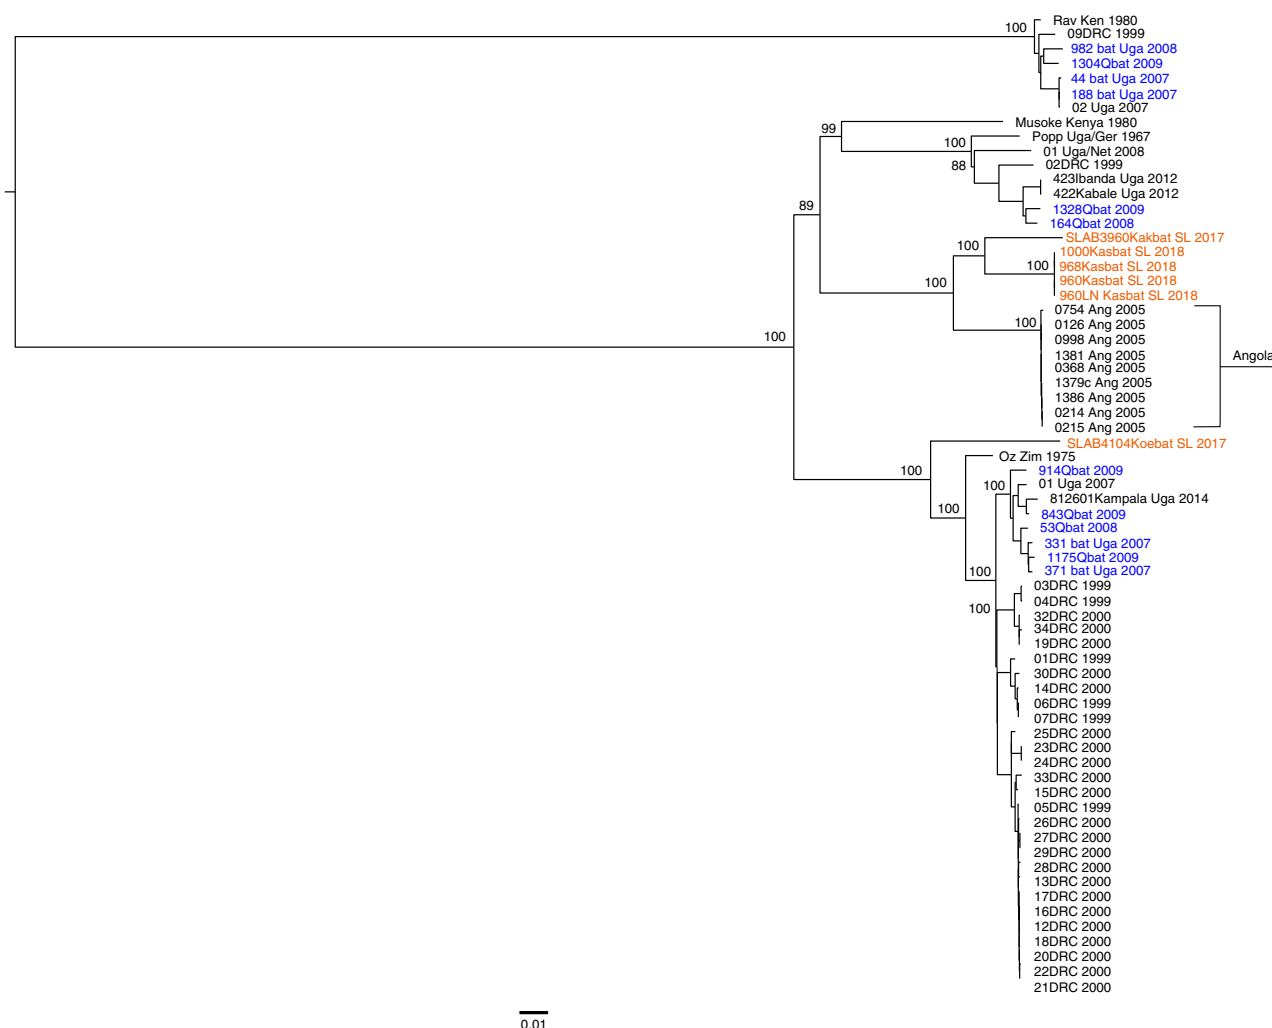 Rav Ken 1980
100
09DRC 1999
982 bat Uga 2008
1304Qbat 2009
44 bat Uga 2007
188 bat Uga 2007
02 Uga 2007
Musoke Kenya 1980
99
Popp Uga/Ger 1967
100
01 Uga/Net 2008
88
02DRC 1999
423Ibanda Uga 2012
422Kabale Uga 2012
89
1328Qbat 2009
164Qbat 2008
SLAB3960Kakbat SL 2017
100
1000Kasbat SL 2018
100
968Kasbat SL 2018
960Kasbat SL 2018
100
960LN Kasbat SL 2018
0754 Ang 2005
100
0126 Ang 2005
0998 Ang 2005
100
1381 Ang 2005
Angola
0368 Ang 2005
1379c Ang 2005
1386 Ang 2005
0214 Ang 2005
0215 Ang 2005
SLAB4104Koebat SL 2017
Oz Zim 1975
100
914Qbat 2009
100
01 Uga 2007
812601Kampala Uga 2014
100
843Qbat 2009
53Qbat 2008
331 bat Uga 2007
1175Qbat 2009
100
371 bat Uga 2007
03DRC 1999
04DRC 1999
100
32DRC 2000
34DRC 2000
19DRC 2000
01DRC 1999
30DRC 2000
14DRC 2000
06DRC 1999
07DRC 1999
25DRC 2000
23DRC 2000
24DRC 2000
33DRC 2000
15DRC 2000
05DRC 1999
26DRC 2000
27DRC 2000
29DRC 2000
28DRC 2000
13DRC 2000
17DRC 2000
16DRC 2000
12DRC 2000
18DRC 2000
20DRC 2000
22DRC 2000
21DRC 2000
0.01